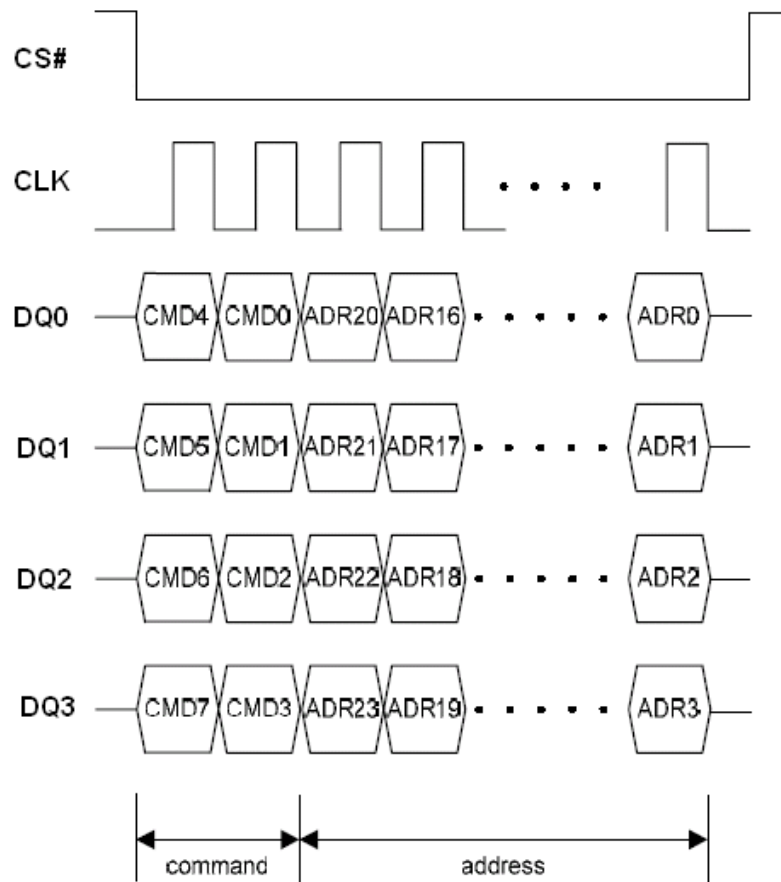 CS#
CLK
DQ0 CMD4 CMD0 ADR20 ADR16 ADR0
DQ1 CMD5 CMD1 ADR21 ADR17 ADR1
DQ2 CMD6 CMD2 ADR22 ADR18 ADR2
DQ3 CMD7 CMD3 ADR23 ADR19 ADR3
command address